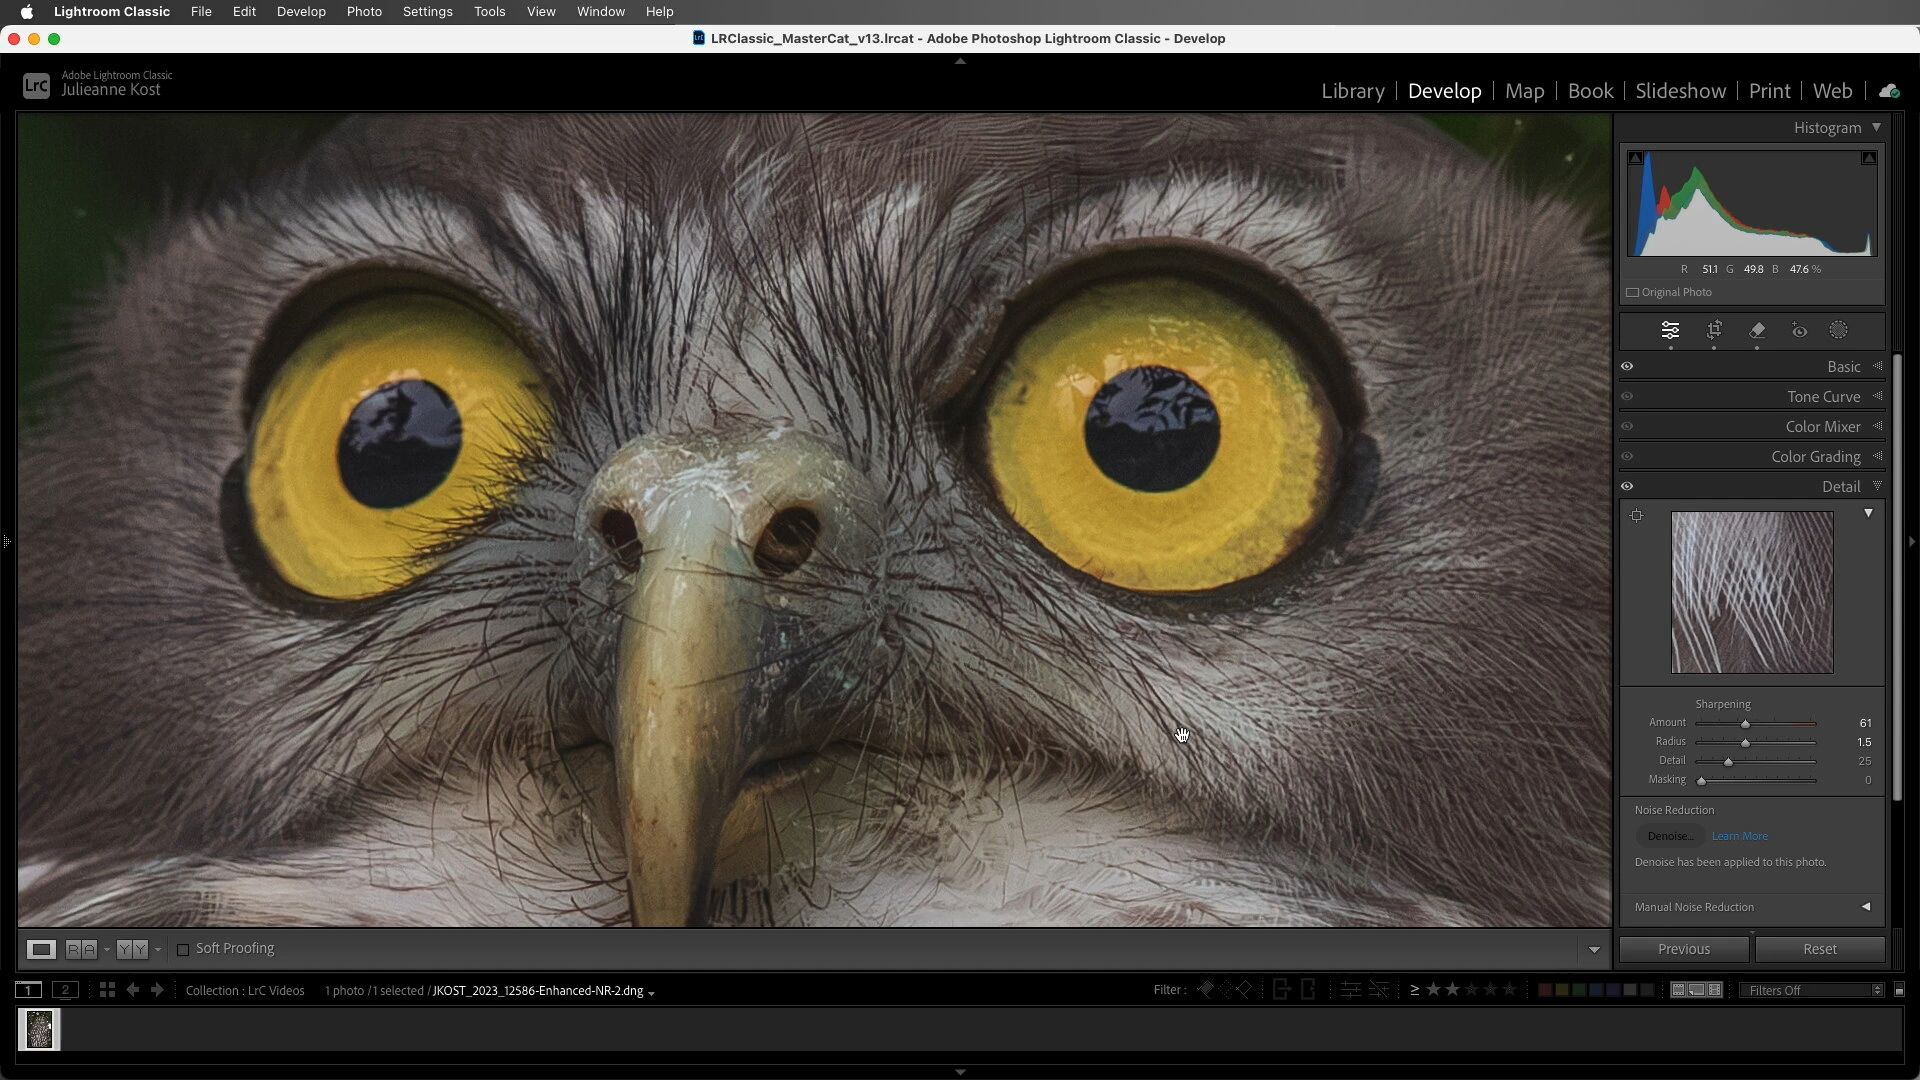 Lightroom Classic File Edit Develop Photo Settings Tools View Window Help
LrC LRClassic_MasterCat_v13.lrcat - Adobe Photoshop Lightroom Classic - Develop
LrC Adobe Lightroom Classic
Julieanne Kost
Library Develop Map Book Slideshow Print Web
Histogram
R 51.1 G 49.8 B 47.6 %
Original Photo
Basic
Tone Curve
Color Mixer
Color Grading
Detail
Sharpening
Amount 61
Radius 1.5
Detail 25
Masking 0
Noise Reduction
Denoise... Learn More
Denoise has been applied to this photo.
Manual Noise Reduction
R A Y Y Soft Proofing
Previous Reset
1 2 Collection : LrC Videos 1 photo / 1 selected / JKOST_2023_12586-Enhanced-NR-2.dng Filter : ≥ ★★★★★ Filters Off